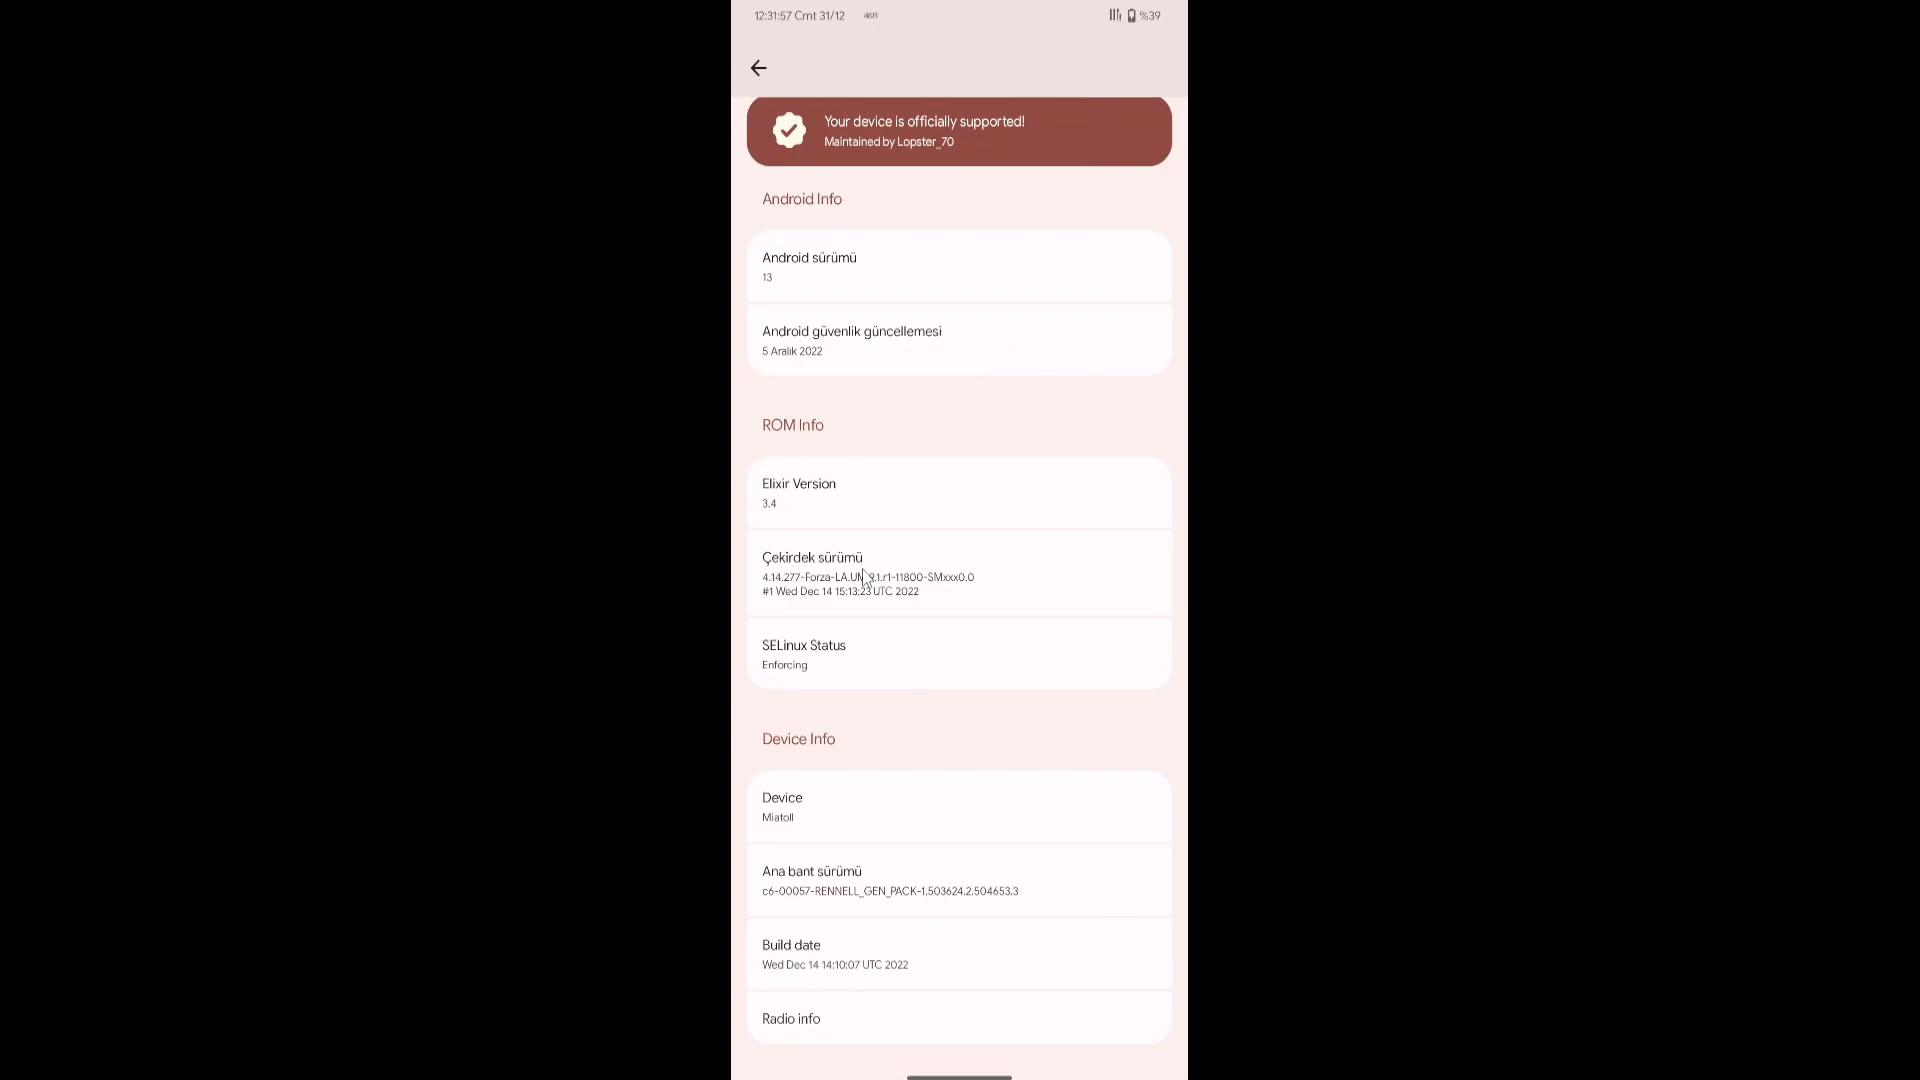 12:31:57 Cmt 31/12
%39
Your device is officially supported!
Maintained by Lopster_70
Android Info
Android sürümü
13
Android güvenlik güncellemesi
5 Aralık 2022
ROM Info
Elixir Version
3.4
Çekirdek sürümü
4.14.277-Forza-LA.UM.9.1.r1-11800-SMxxx0.0
#1 Wed Dec 14 15:13:23 UTC 2022
SELinux Status
Enforcing
Device Info
Device
Miatoll
Ana bant sürümü
c6-00057-RENNELL_GEN_PACK-1.503624.2.504653.3
Build date
Wed Dec 14 14:10:07 UTC 2022
Radio info